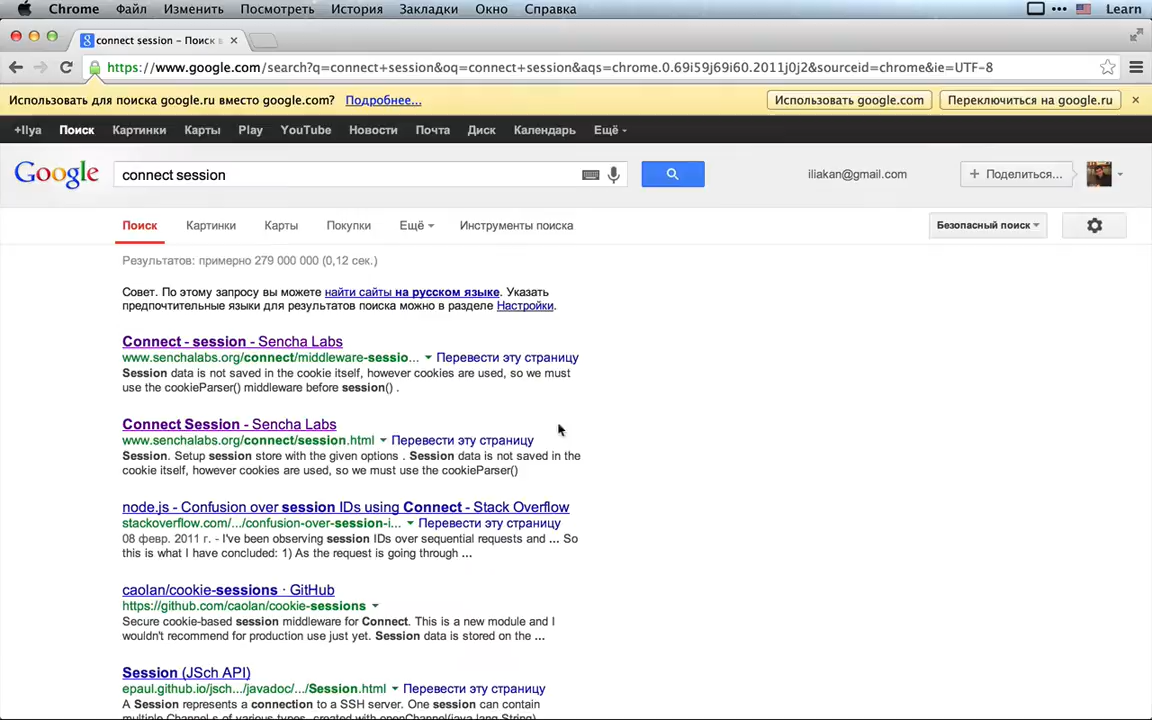 Chrome Файл Изменить Посмотреть История Закладки Окно Справка Learn
connect session - Поиск в
https://www.google.com/search?q=connect+session&oq=connect+session&aqs=chrome.0.69i59j69i60.2011j0j2&sourceid=chrome&ie=UTF-8
Использовать для поиска google.ru вместо google.com? Подробнее... Использовать google.com Переключиться на google.ru ×
+Ilya Поиск Картинки Карты Play YouTube Новости Почта Диск Календарь Ещё
Google connect session iliakan@gmail.com + Поделиться...
Поиск Картинки Карты Покупки Ещё Инструменты поиска Безопасный поиск
Результатов: примерно 279 000 000 (0,12 сек.)
Совет. По этому запросу вы можете найти сайты на русском языке. Указать
предпочтительные языки для результатов поиска можно в разделе Настройки.
Connect - session - Sencha Labs
www.senchalabs.org/connect/middleware-sessio... Перевести эту страницу
Session data is not saved in the cookie itself, however cookies are used, so we must
use the cookieParser() middleware before session() .
Connect Session - Sencha Labs
www.senchalabs.org/connect/session.html Перевести эту страницу
Session. Setup session store with the given options . Session data is not saved in the
cookie itself, however cookies are used, so we must use the cookieParser()
node.js - Confusion over session IDs using Connect - Stack Overflow
stackoverflow.com/.../confusion-over-session-i... Перевести эту страницу
08 февр. 2011 г. - I've been observing session IDs over sequential requests and ... So
this is what I have concluded: 1) As the request is going through ...
caolan/cookie-sessions · GitHub
https://github.com/caolan/cookie-sessions
Secure cookie-based session middleware for Connect. This is a new module and I
wouldn't recommend for production use just yet. Session data is stored on the ...
Session (JSch API)
epaul.github.io/jsch.../javadoc/.../Session.html Перевести эту страницу
A Session represents a connection to a SSH server. One session can contain
multiple Channel s of various types, created with openChannel(java.lang.String)